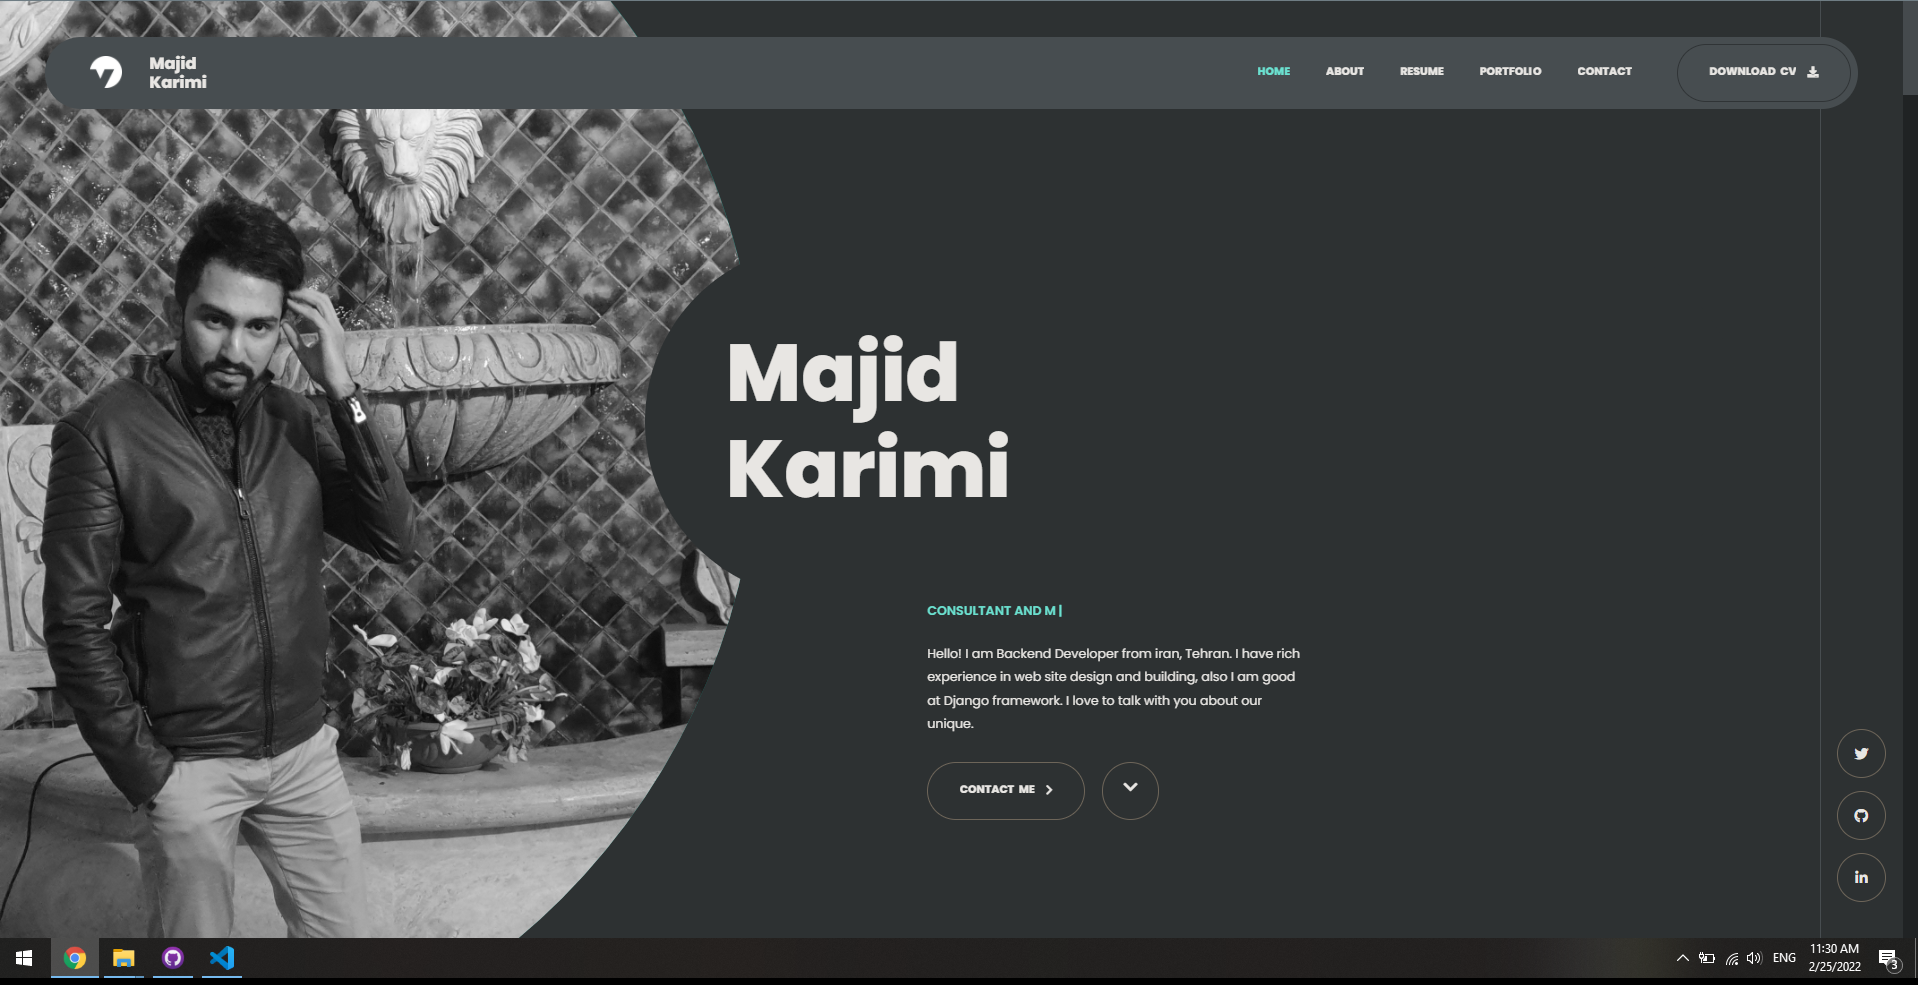 Majid
Karimi
HOME ABOUT RESUME PORTFOLIO CONTACT DOWNLOAD CV
Majid
Karimi
CONSULTANT AND M |
Hello! I am Backend Developer from iran, Tehran. I have rich
experience in web site design and building, also I am good
at Django framework. I love to talk with you about our
unique.
CONTACT ME
in
ENG
11:30 AM
2/25/2022
3